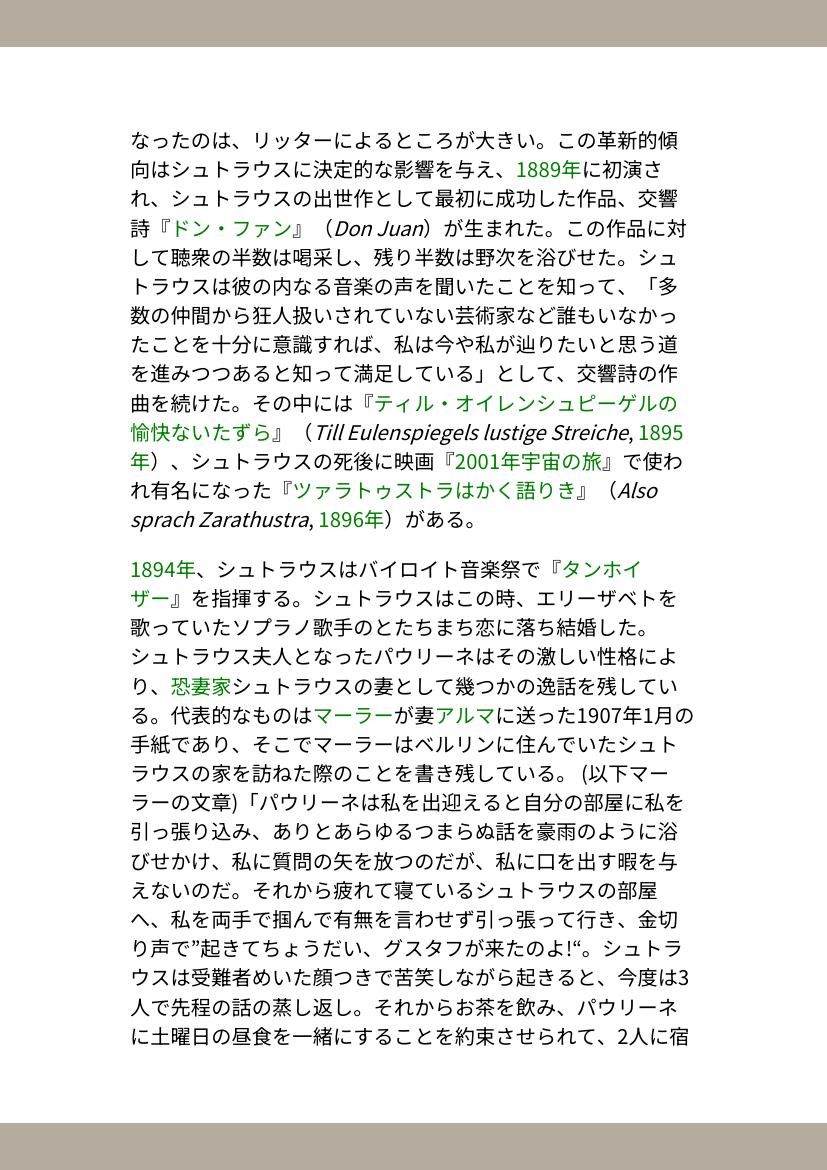 なったのは、リッターによるところが大きい。この革新的傾
向はシュトラウスに決定的な影響を与え、1889年に初演さ
れ、シュトラウスの出世作として最初に成功した作品、交響
詩『ドン・ファン』（Don Juan）が生まれた。この作品に対
して聴衆の半数は喝采し、残り半数は野次を浴びせた。シュ
トラウスは彼の内なる音楽の声を聞いたことを知って、「多
数の仲間から狂人扱いされていない芸術家など誰もいなかっ
たことを十分に意識すれば、私は今や私が辿りたいと思う道
を進みつつあると知って満足している」として、交響詩の作
曲を続けた。その中には『ティル・オイレンシュピーゲルの
愉快ないたずら』（Till Eulenspiegels lustige Streiche, 1895
年）、シュトラウスの死後に映画『2001年宇宙の旅』で使わ
れ有名になった『ツァラトゥストラはかく語りき』（Also
sprach Zarathustra, 1896年）がある。
1894年、シュトラウスはバイロイト音楽祭で『タンホイ
ザー』を指揮する。シュトラウスはこの時、エリーザベトを
歌っていたソプラノ歌手のとたちまち恋に落ち結婚した。
シュトラウス夫人となったパウリーネはその激しい性格によ
り、恐妻家シュトラウスの妻として幾つかの逸話を残してい
る。代表的なものはマーラーが妻アルマに送った1907年1月の
手紙であり、そこでマーラーはベルリンに住んでいたシュト
ラウスの家を訪ねた際のことを書き残している。 (以下マー
ラーの文章)「パウリーネは私を出迎えると自分の部屋に私を
引っ張り込み、ありとあらゆるつまらぬ話を豪雨のように浴
びせかけ、私に質問の矢を放つのだが、私に口を出す暇を与
えないのだ。それから疲れて寝ているシュトラウスの部屋
へ、私を両手で掴んで有無を言わせず引っ張って行き、金切
り声で”起きてちょうだい、グスタフが来たのよ!“。シュトラ
ウスは受難者めいた顔つきで苦笑しながら起きると、今度は3
人で先程の話の蒸し返し。それからお茶を飲み、パウリーネ
に土曜日の昼食を一緒にすることを約束させられて、2人に宿